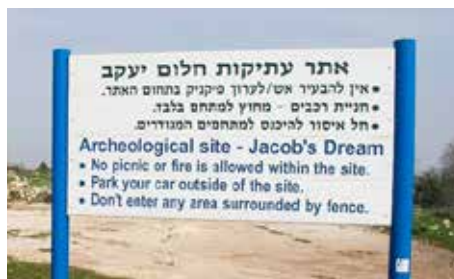 אתר עתיקות חלום יעקב
• אין להבעיר אש/לערוך פיקניק בתחום האתר.
• חניית רכבים - מחוץ למתחם בלבד.
• חל איסור להיכנס למתחמים המגודרים.
Archeological site - Jacob's Dream
• No picnic or fire is allowed within the site.
• Park your car outside of the site.
• Don't enter any area surrounded by fence.